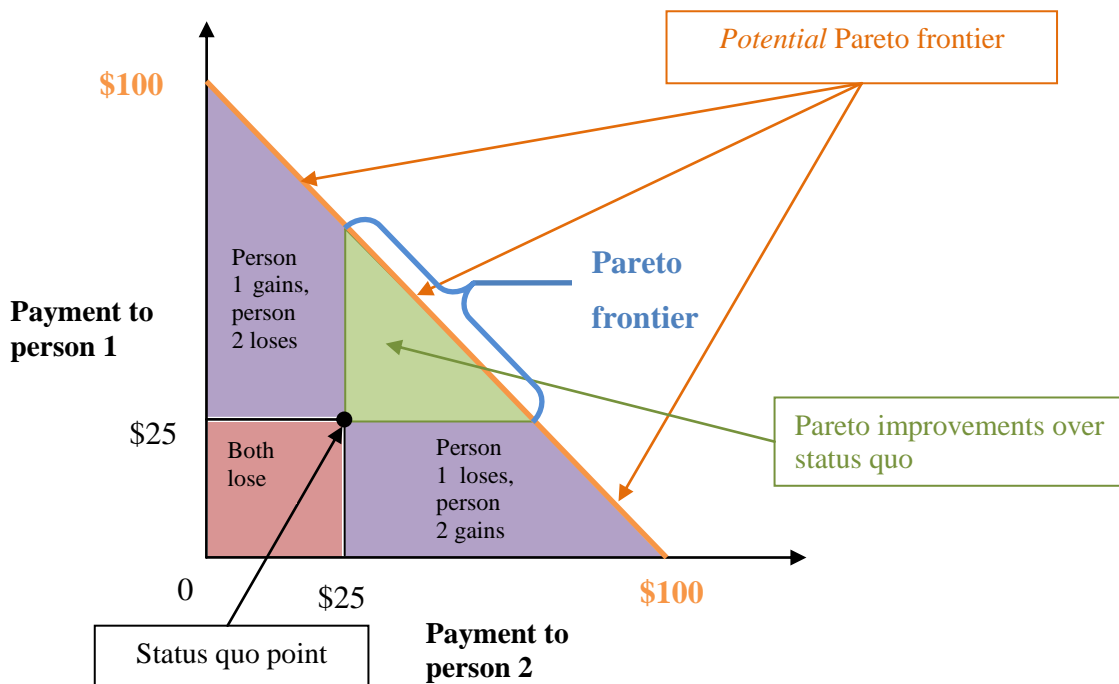 Potential Pareto frontier
$100
Person
1 gains,
person
2 loses
Pareto
frontier
Payment to
person 1
$25
Both
lose
Person
1 loses,
person
2 gains
Pareto improvements over
status quo
0
$25
$100
Payment to
person 2
Status quo point